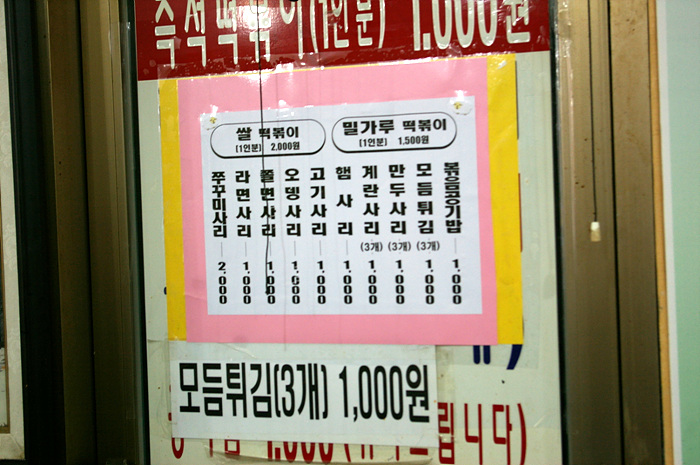 즉석떡볶이(1인분) 1,000원
쌀 떡볶이
(1인분) 2,000원
밀가루 떡볶이
(1인분) 1,500원
쭈꾸미사리 2,000
라면사리 1,000
쫄면사리 1,000
오뎅사리 1,000
고기사리 1,000
햄사리 1,000
계란사리 (3개) 1,000
만두사리 (3개) 1,000
모듬튀김 (3개) 1,000
볶음공기밥 1,000
모듬튀김(3개) 1,000원